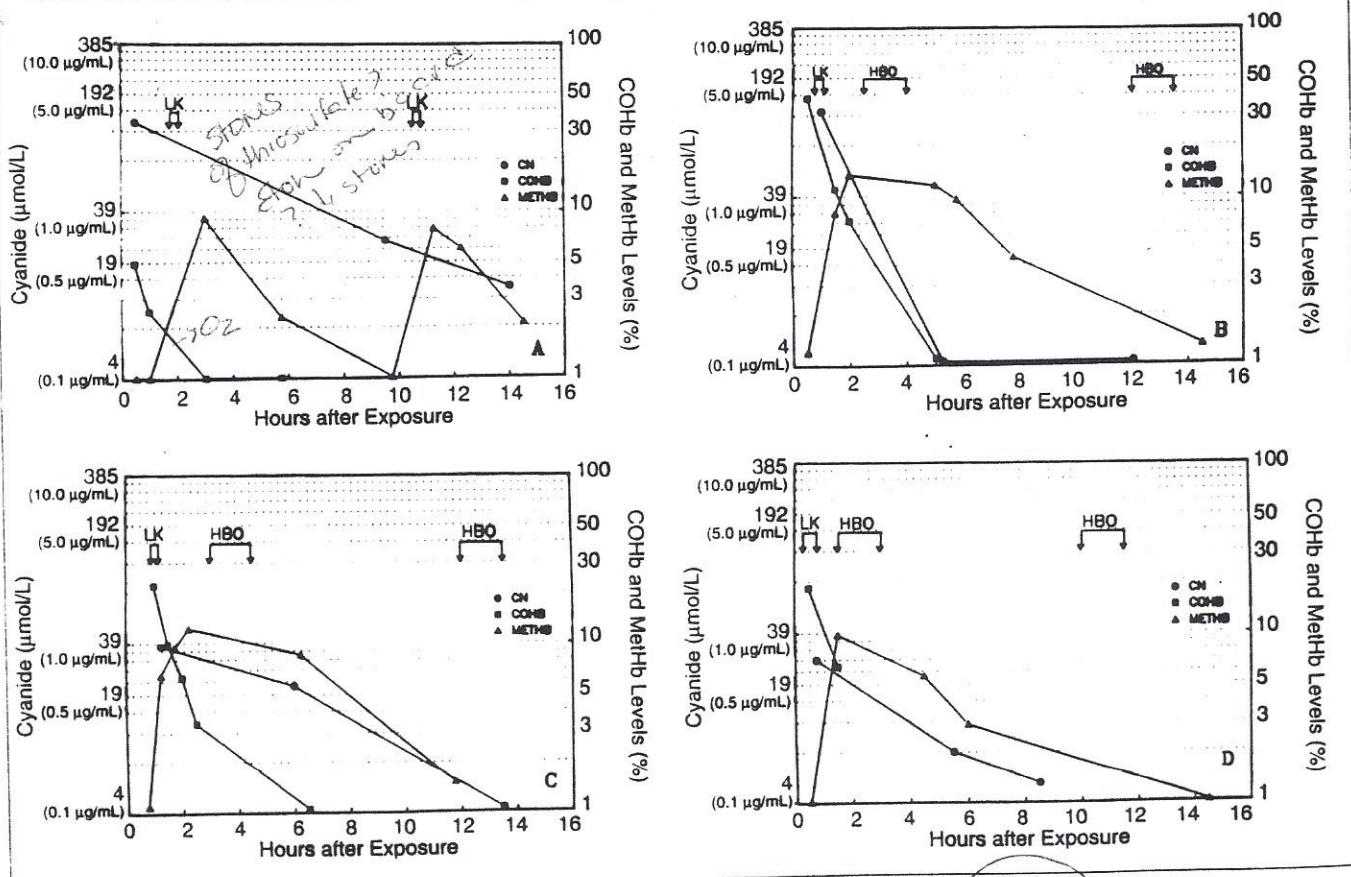 385
(10.0 µg/mL)
192
(5.0 µg/mL)
39
(1.0 µg/mL)
19
(0.5 µg/mL)
4
(0.1 µg/mL)
Cyanide (µmol/L)
LK
LK
stores
of thiosulfate?
on board
? ↓ stores
→O2
CN
COHB
METHB
A
100
50
30
10
5
3
1
COHb and MetHb Levels (%)
0 2 4 6 8 10 12 14 16
Hours after Exposure
385
(10.0 µg/mL)
192
(5.0 µg/mL)
39
(1.0 µg/mL)
19
(0.5 µg/mL)
4
(0.1 µg/mL)
Cyanide (µmol/L)
LK
HBO
HBO
CN
COHB
METHB
B
100
50
30
10
5
3
1
COHb and MetHb Levels (%)
0 2 4 6 8 10 12 14 16
Hours after Exposure
385
(10.0 µg/mL)
192
(5.0 µg/mL)
39
(1.0 µg/mL)
19
(0.5 µg/mL)
4
(0.1 µg/mL)
Cyanide (µmol/L)
LK
HBO
HBO
CN
COHB
METHB
C
100
50
30
10
5
3
1
COHb and MetHb Levels (%)
0 2 4 6 8 10 12 14 16
Hours after Exposure
385
(10.0 µg/mL)
192
(5.0 µg/mL)
39
(1.0 µg/mL)
19
(0.5 µg/mL)
4
(0.1 µg/mL)
Cyanide (µmol/L)
LK
HBO
HBO
CN
COHB
METHB
D
100
50
30
10
5
3
1
COHb and MetHb Levels (%)
0 2 4 6 8 10 12 14 16
Hours after Exposure